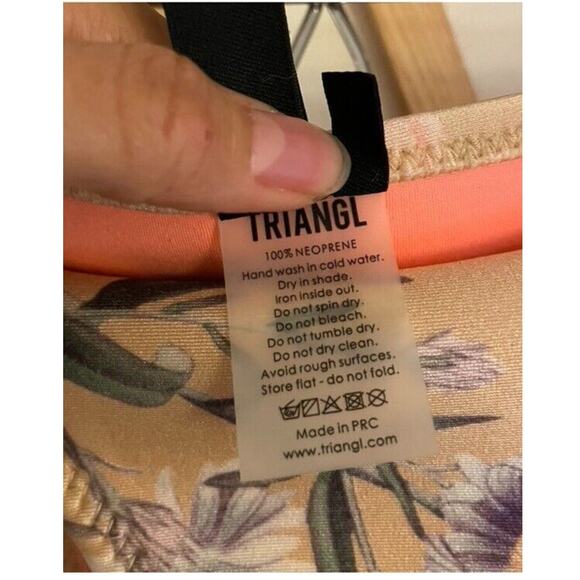 TRIANGL
100% NEOPRENE
Hand wash in cold water.
Dry in shade.
Iron inside out.
Do not spin dry.
Do not bleach.
Do not tumble dry.
Do not dry clean.
Avoid rough surfaces.
Store flat - do not fold.
Made in PRC
www.triangl.com